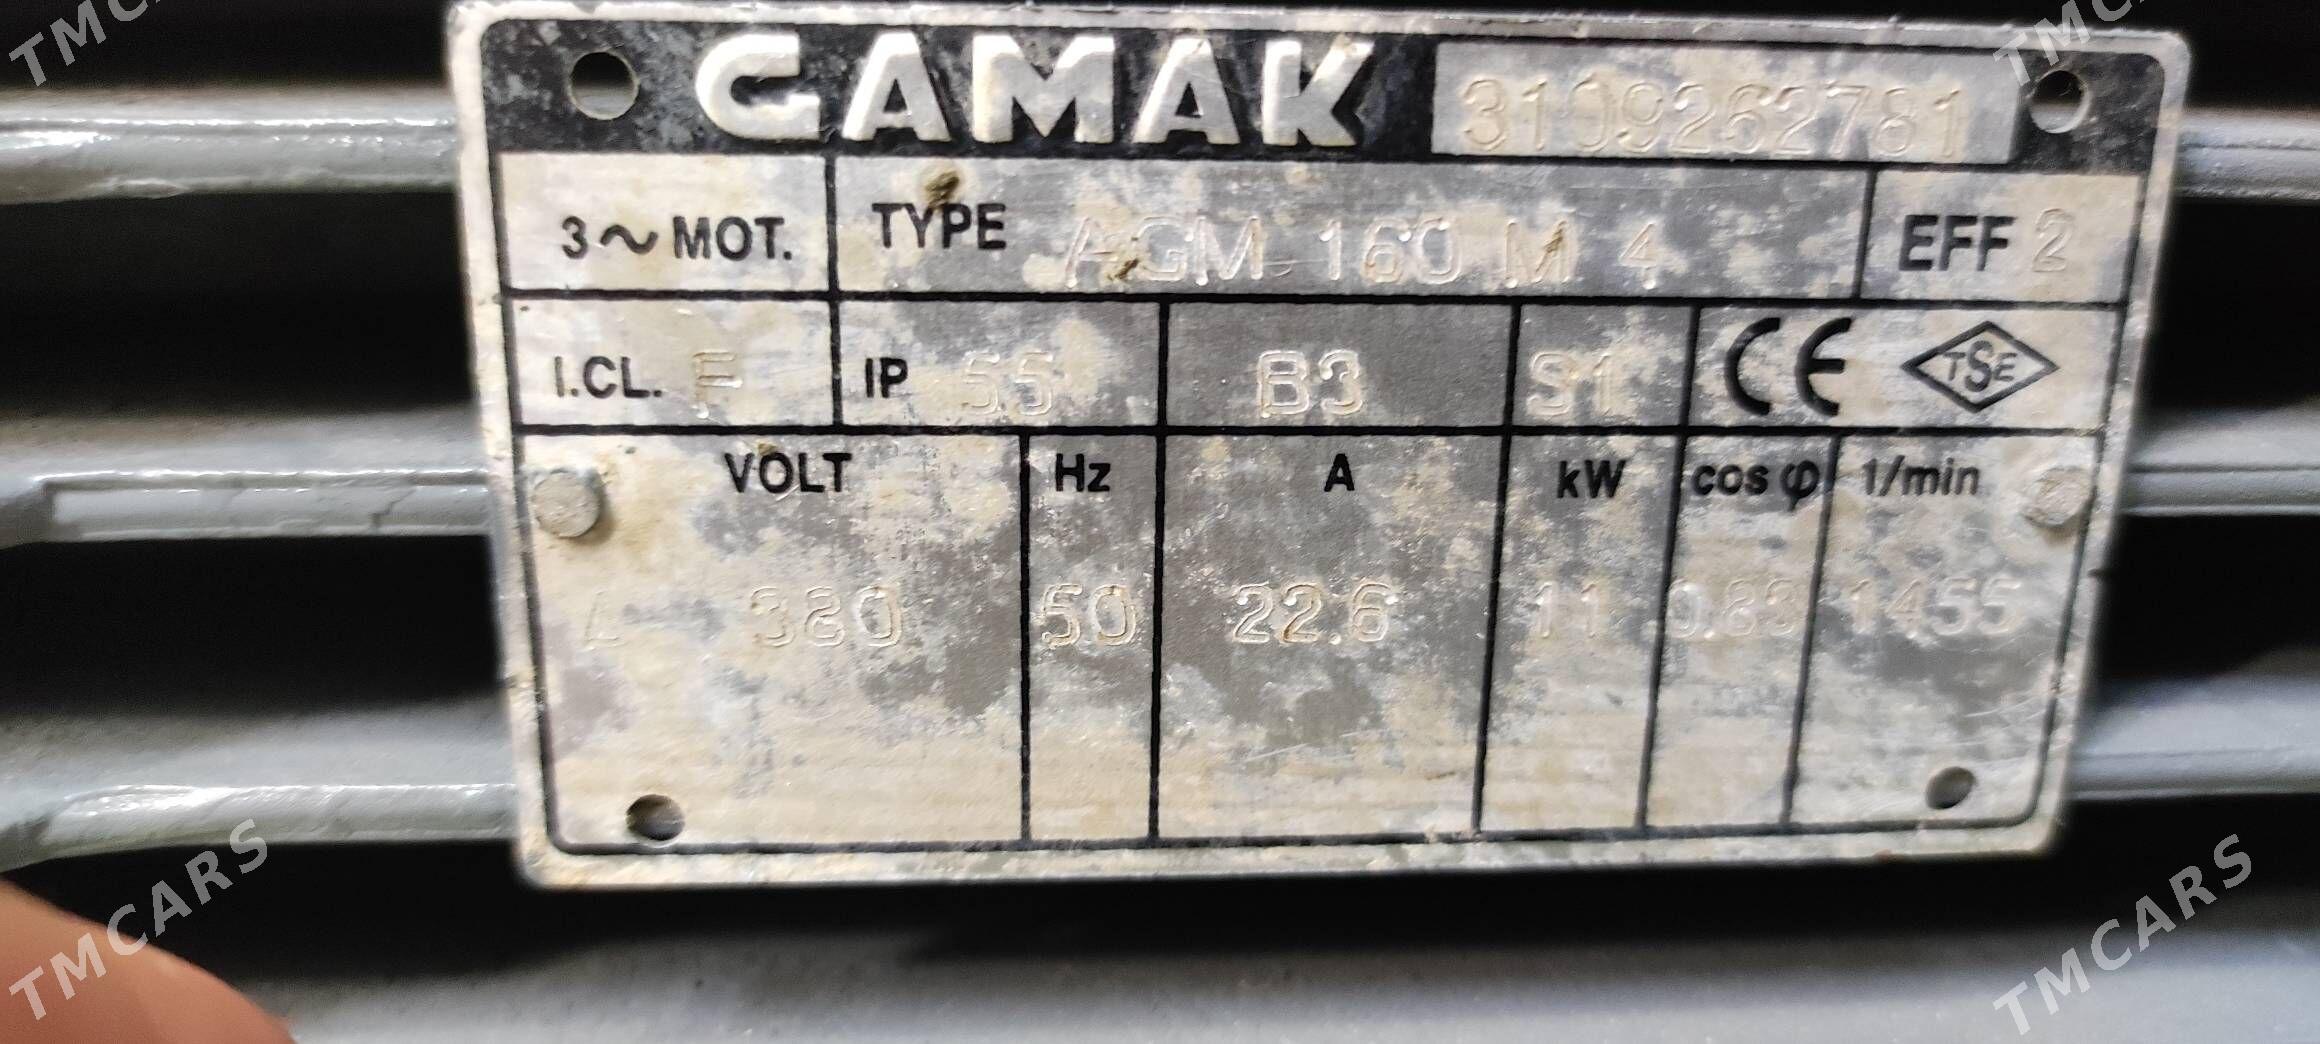 TMCARS
TMCARS
GAMAK 3109262781
3~MOT. TYPE AGM 160 M 4 EFF 2
I.CL. F IP 55 B3 S1 CE TSE
VOLT Hz A kW cos φ 1/min
380 50 22.6 11 0.83 1455
TMCARS
TMCARS